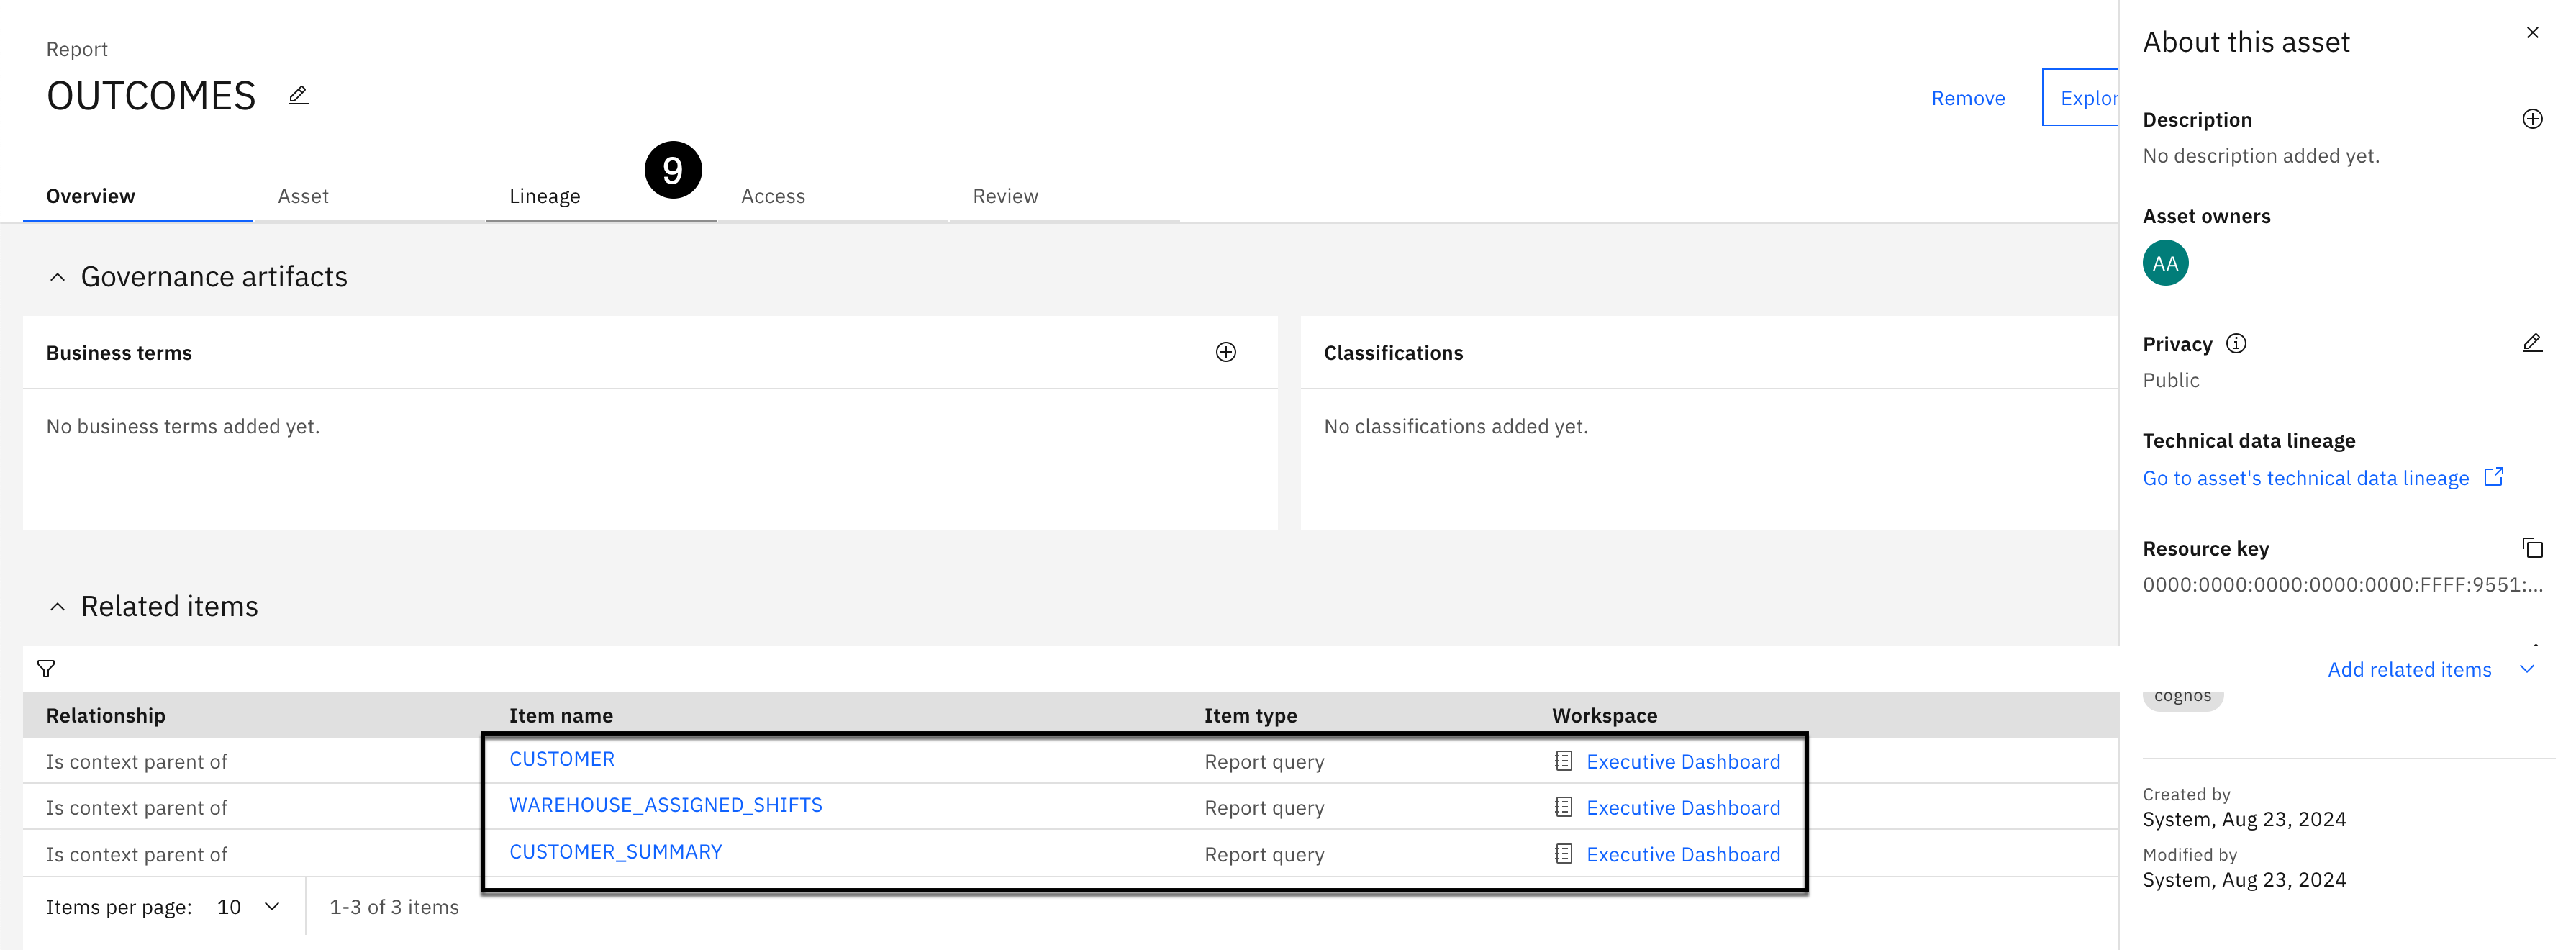 Report
OUTCOMES
Remove
Explor
9
Overview
Asset
Lineage
Access
Review
Governance artifacts
Business terms
No business terms added yet.
Classifications
No classifications added yet.
Related items
Add related items
Relationship
Item name
Item type
Workspace
Is context parent of
CUSTOMER
Report query
Executive Dashboard
Is context parent of
WAREHOUSE_ASSIGNED_SHIFTS
Report query
Executive Dashboard
Is context parent of
CUSTOMER_SUMMARY
Report query
Executive Dashboard
Items per page: 10
1-3 of 3 items
About this asset
Description
No description added yet.
Asset owners
AA
Privacy
Public
Technical data lineage
Go to asset's technical data lineage
Resource key
0000:0000:0000:0000:0000:FFFF:9551:...
cognos
Created by
System, Aug 23, 2024
Modified by
System, Aug 23, 2024